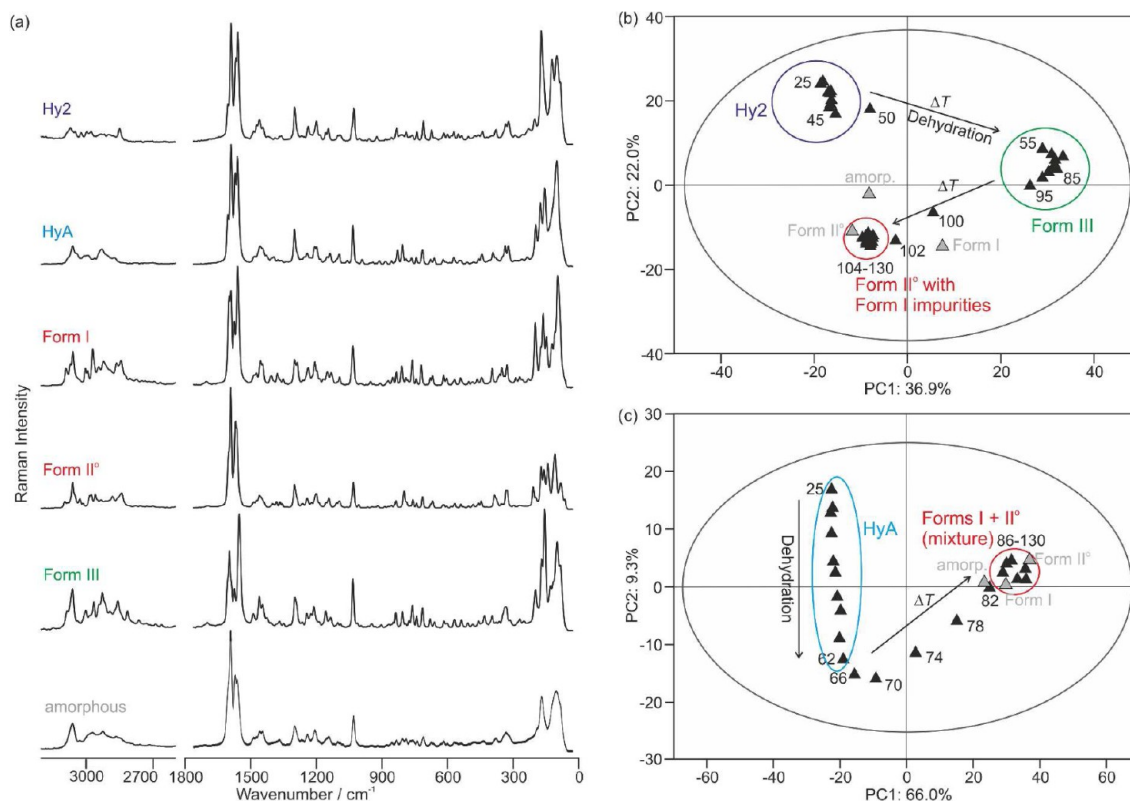 (a)
Hy2
HyA
Form I
Form II°
Form III
amorphous
Raman Intensity
3000
2700
1800
1500
1200
900
600
300
0
Wavenumber / cm⁻¹
(b)
40
20
0
-20
-40
PC2: 22.0%
25
45
50
Hy2
ΔT
Dehydration
55
85
95
Form III
amorp.
ΔT
100
Form II°
102
Form I
104-130
Form II° with
Form I impurities
-40
-20
0
20
40
PC1: 36.9%
(c)
30
20
10
0
-10
-20
-30
PC2: 9.3%
25
HyA
Dehydration
62
66
70
74
78
82
ΔT
Forms I + II°
(mixture)
86-130
amorp.
Form II°
Form I
-60
-40
-20
0
20
40
60
PC1: 66.0%